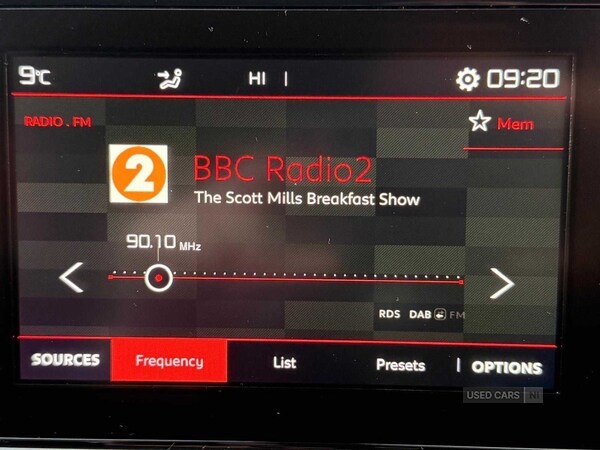 9°C HI | 09:20
RADIO . FM
Mem
2 BBC Radio2
The Scott Mills Breakfast Show
90.10 MHz
RDS DAB FM
SOURCES Frequency List Presets | OPTIONS
USED CARS NI